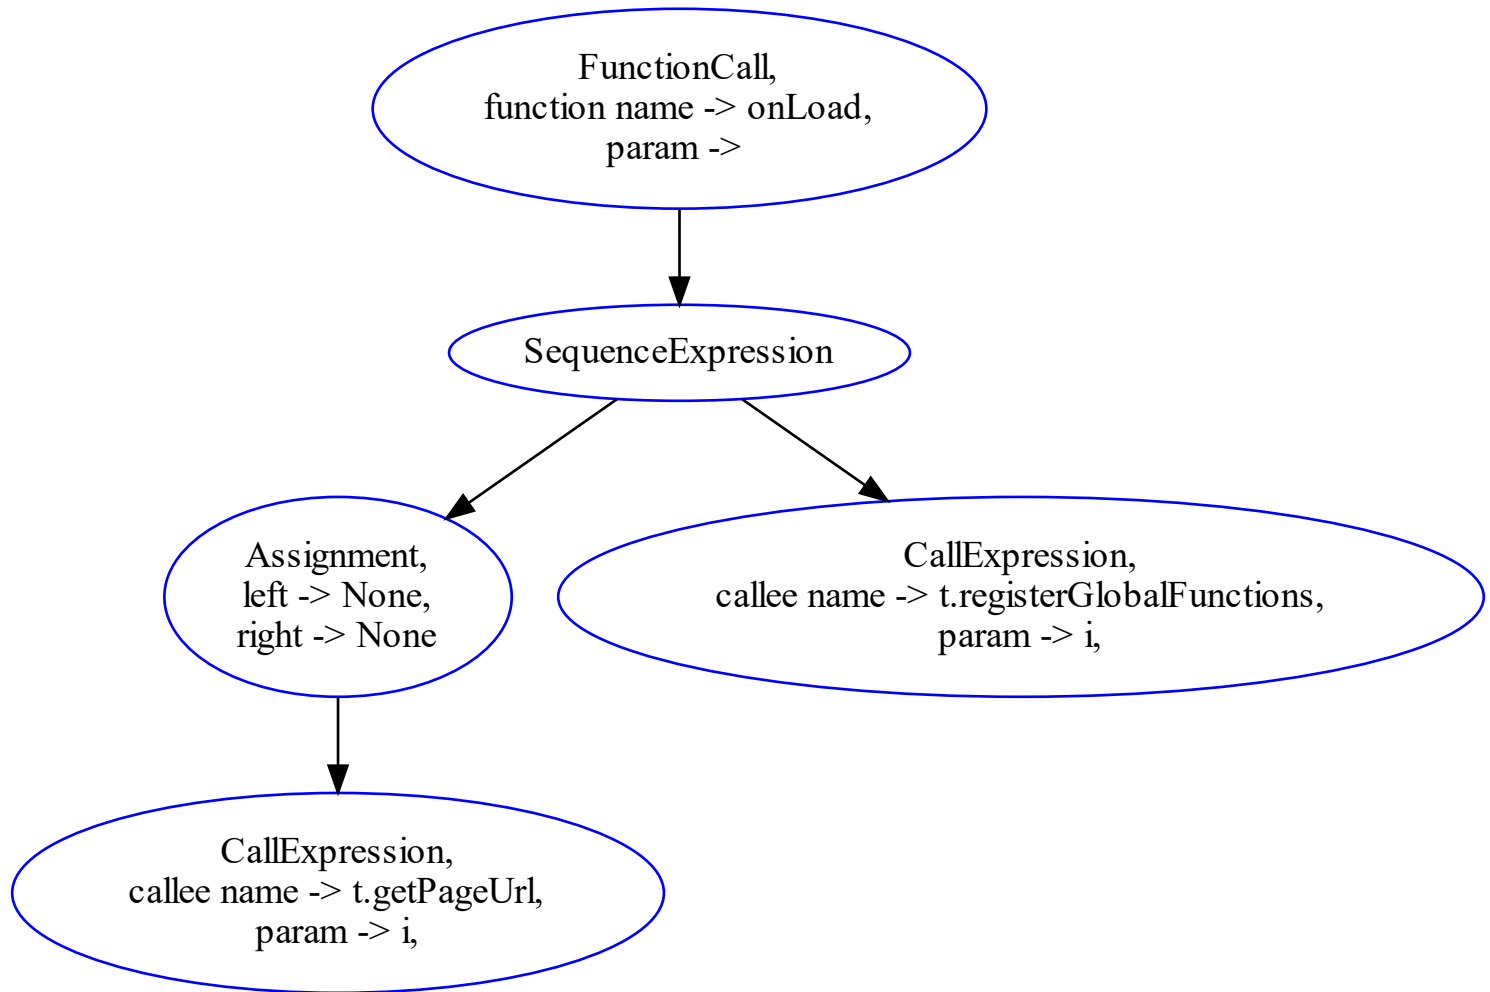 FunctionCall,
function name -> onLoad,
param ->
SequenceExpression
Assignment,
left -> None,
right -> None
CallExpression,
callee name -> t.registerGlobalFunctions,
param -> i,
CallExpression,
callee name -> t.getPageUrl,
param -> i,